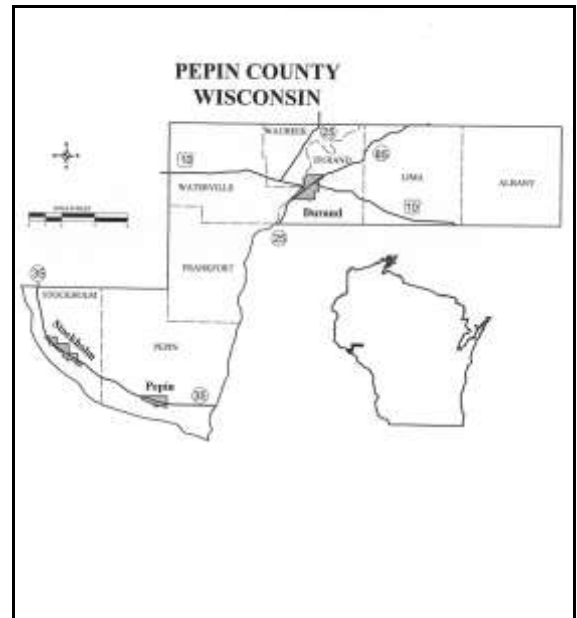 PEPIN COUNTY
WISCONSIN
WAUBEEK
25
10
DURAND
85
WATERVILLE
LIMA
ALBANY
10
Durand
25
FRANKFORT
35
STOCKHOLM
Stockholm
PEPIN
Pepin
35